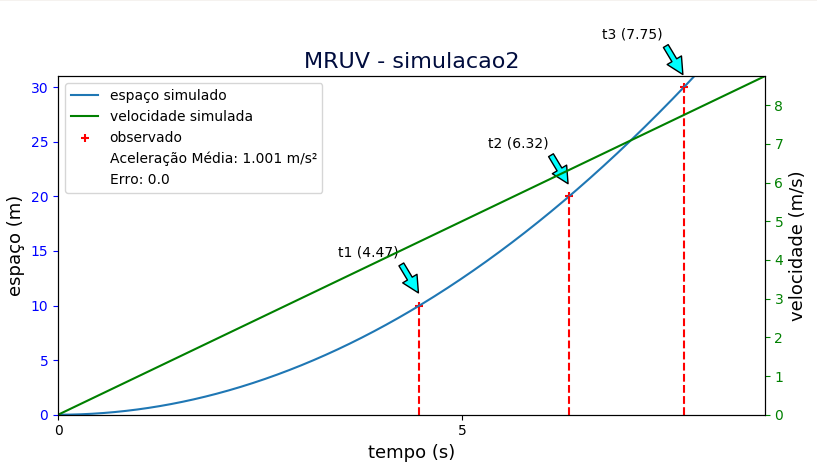 t3 (7.75)
MRUV - simulacao2
espaço simulado
velocidade simulada
observado
Aceleração Média: 1.001 m/s²
Erro: 0.0
t2 (6.32)
t1 (4.47)
espaço (m)
30
25
20
15
10
5
0
velocidade (m/s)
8
7
6
5
4
3
2
1
0
0
5
tempo (s)